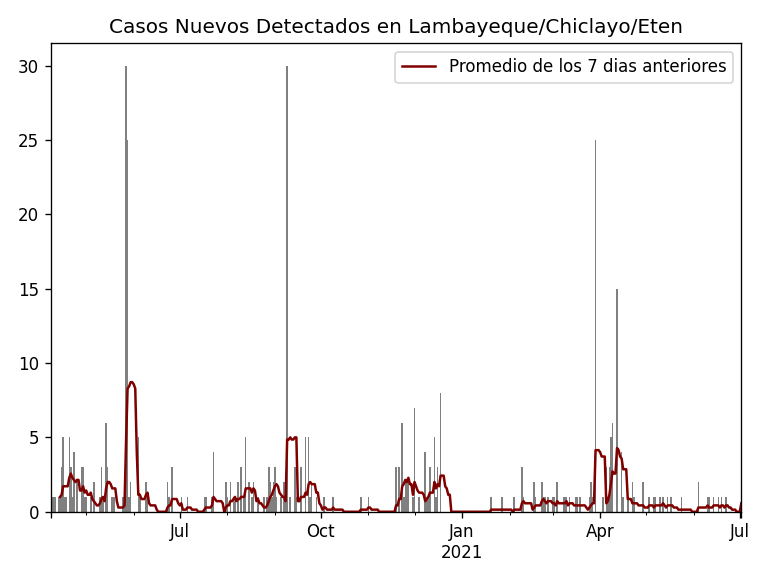 Casos Nuevos Detectados en Lambayeque/Chiclayo/Eten
Promedio de los 7 dias anteriores
30
25
20
15
10
5
0
Jul
Oct
Jan
2021
Apr
Jul